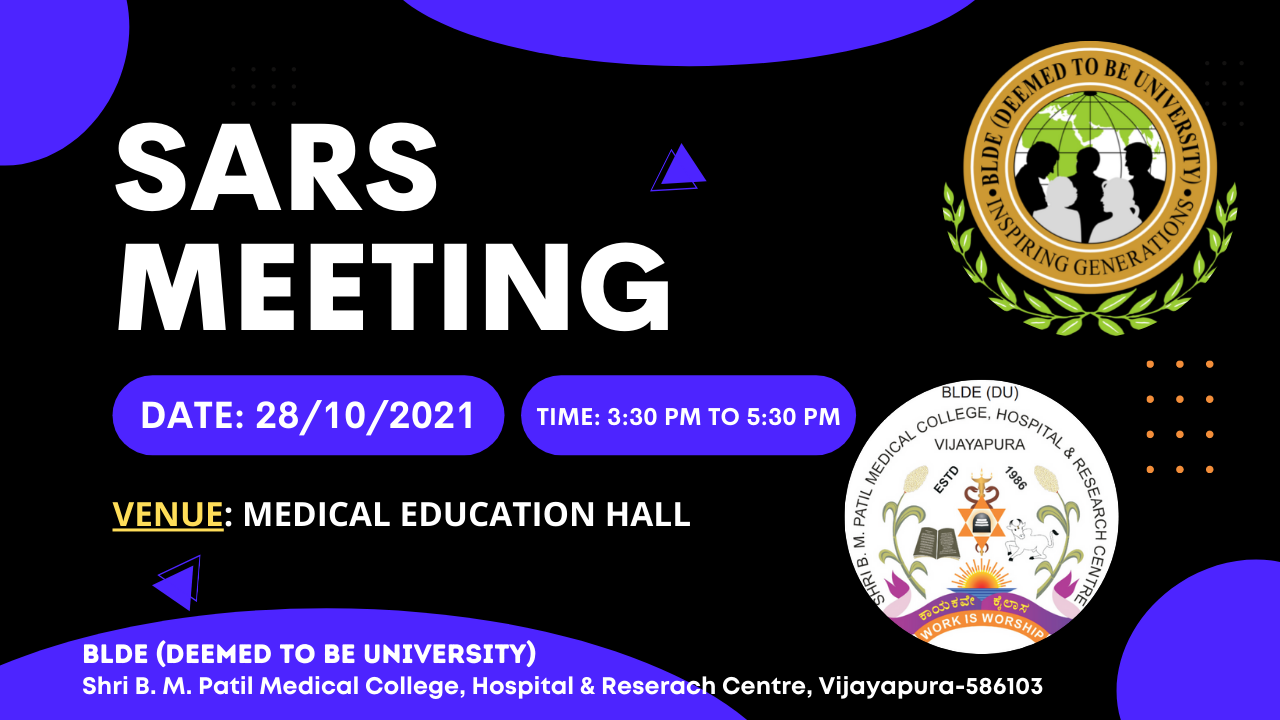 SARS
MEETING
DATE: 28/10/2021
TIME: 3:30 PM TO 5:30 PM
VENUE: MEDICAL EDUCATION HALL
BLDE (DEEMED TO BE UNIVERSITY)
• INSPIRING GENERATIONS •
BLDE (DU)
SHRI B. M. PATIL MEDICAL COLLEGE, HOSPITAL & RESEARCH CENTRE
VIJAYAPURA
ESTD 1986
ಕಾಯಕವೇ ಕೈಲಾಸ
WORK IS WORSHIP
BLDE (DEEMED TO BE UNIVERSITY)
Shri B. M. Patil Medical College, Hospital & Reserach Centre, Vijayapura-586103